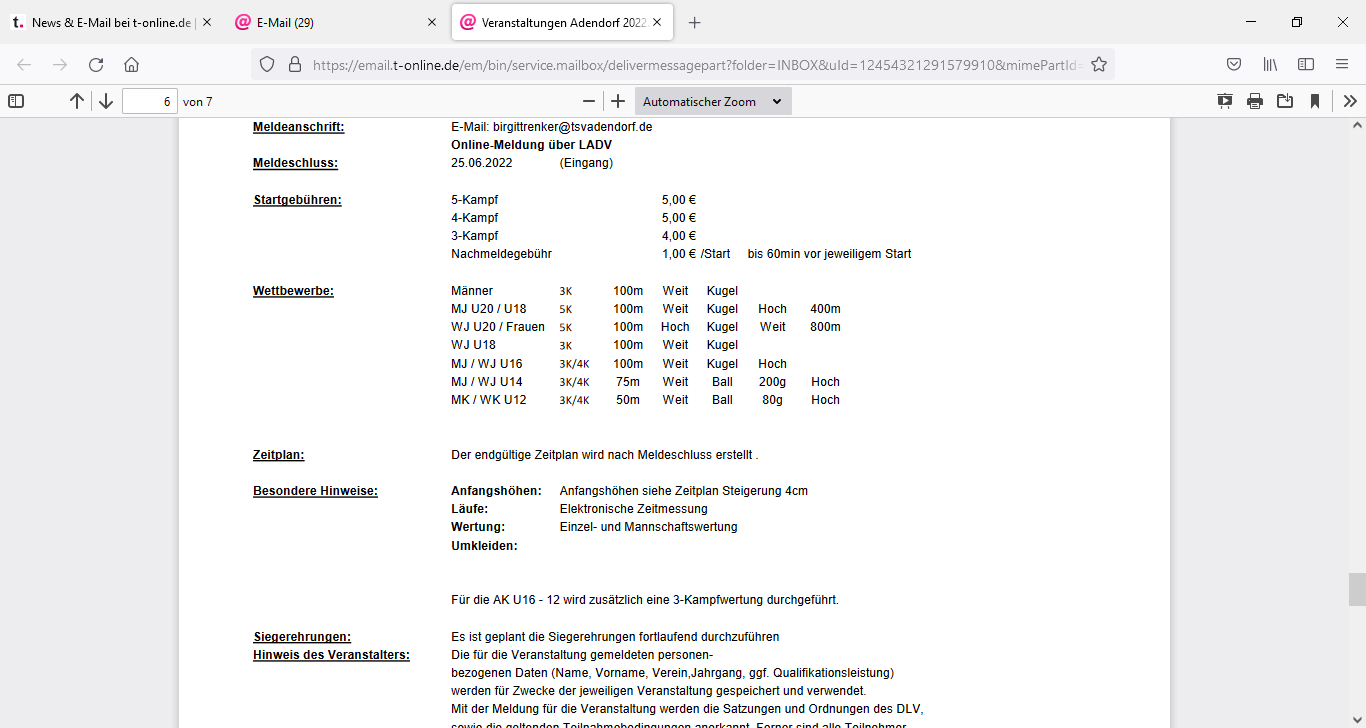 News & E-Mail bei t-online.de |
E-Mail (29)
Veranstaltungen Adendorf 2022
https://email.t-online.de/em/bin/service.mailbox/delivermessagepart?folder=INBOX&uId=12454321291579910&mimePartId=
6 von 7
Automatischer Zoom
Meldeanschrift: E-Mail: birgittrenker@tsvadendorf.de
Online-Meldung über LADV
Meldeschluss: 25.06.2022 (Eingang)
Startgebühren: 5-Kampf 5,00 €
4-Kampf 5,00 €
3-Kampf 4,00 €
Nachmeldegebühr 1,00 € /Start bis 60min vor jeweiligem Start
Wettbewerbe: Männer 3K 100m Weit Kugel
MJ U20 / U18 5K 100m Weit Kugel Hoch 400m
WJ U20 / Frauen 5K 100m Hoch Kugel Weit 800m
WJ U18 3K 100m Weit Kugel
MJ / WJ U16 3K/4K 100m Weit Kugel Hoch
MJ / WJ U14 3K/4K 75m Weit Ball 200g Hoch
MK / WK U12 3K/4K 50m Weit Ball 80g Hoch
Zeitplan: Der endgültige Zeitplan wird nach Meldeschluss erstellt .
Besondere Hinweise: Anfangshöhen: Anfangshöhen siehe Zeitplan Steigerung 4cm
Läufe: Elektronische Zeitmessung
Wertung: Einzel- und Mannschaftswertung
Umkleiden:
Für die AK U16 - 12 wird zusätzlich eine 3-Kampfwertung durchgeführt.
Siegerehrungen: Es ist geplant die Siegerehrungen fortlaufend durchzuführen
Hinweis des Veranstalters: Die für die Veranstaltung gemeldeten personen-
bezogenen Daten (Name, Vorname, Verein,Jahrgang, ggf. Qualifikationsleistung)
werden für Zwecke der jeweiligen Veranstaltung gespeichert und verwendet.
Mit der Meldung für die Veranstaltung werden die Satzungen und Ordnungen des DLV,
sowie die geltenden Teilnahmebedingungen anerkannt. Ferner sind alle Teilnehmer